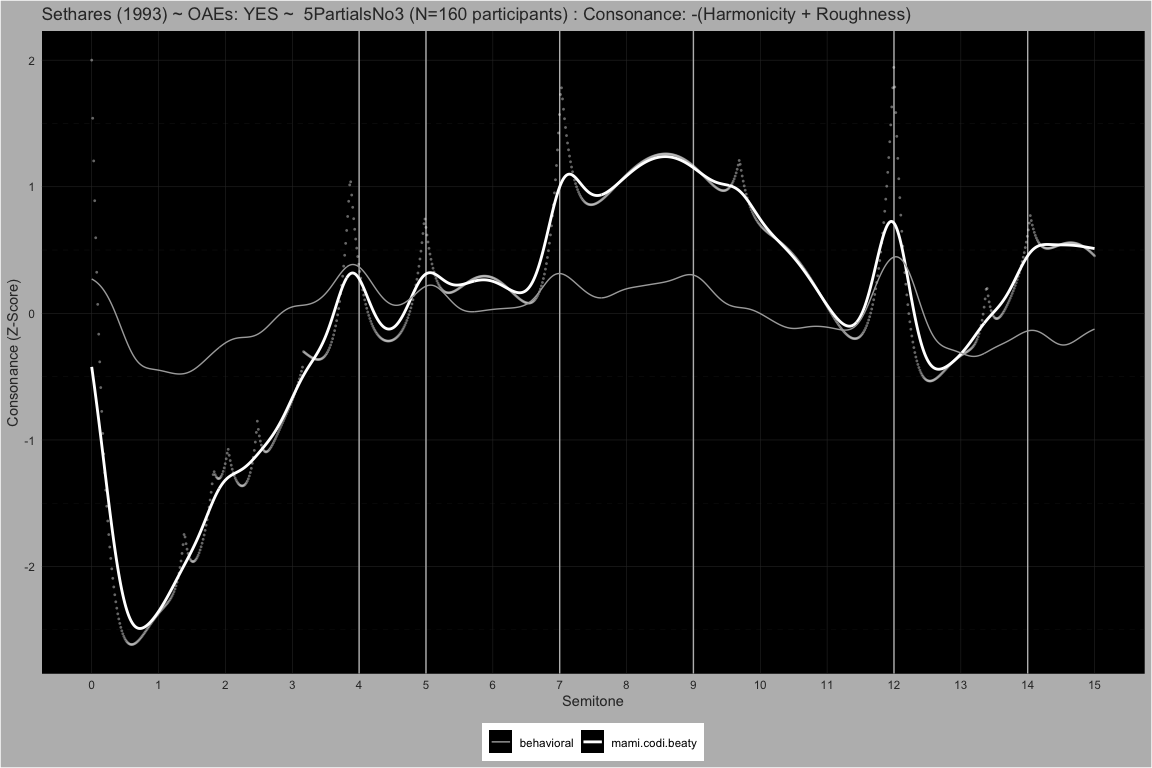 Sethares (1993) ~ OAEs: YES ~  5PartialsNo3 (N=160 participants) : Consonance: -(Harmonicity + Roughness)
Consonance (Z-Score)
2
1
0
-1
-2
0 1 2 3 4 5 6 7 8 9 10 11 12 13 14 15
Semitone
behavioral mami.codi.beaty